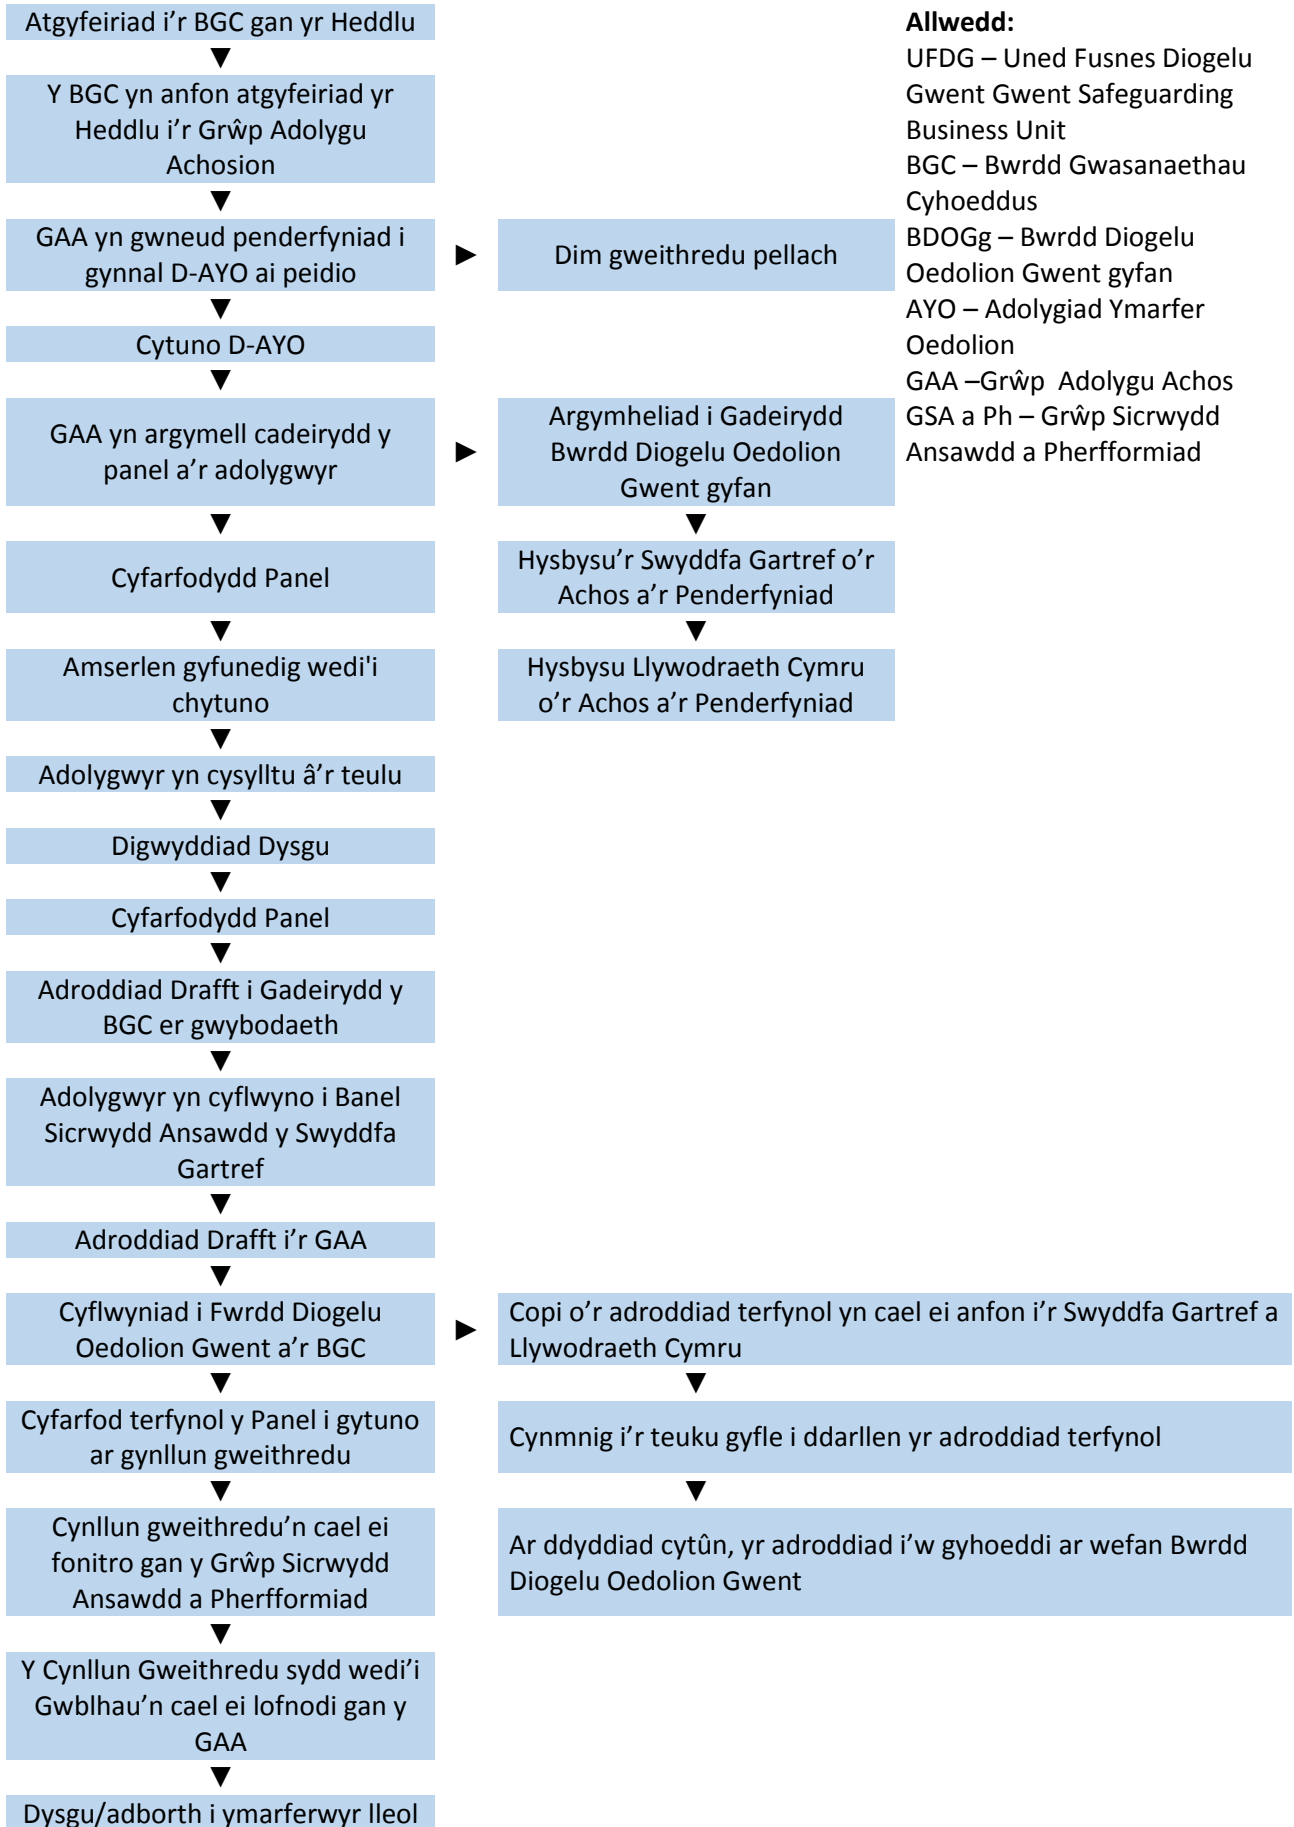 Atgyfeiriad i’r BGC gan yr Heddlu
▼
Y BGC yn anfon atgyfeiriad yr
Heddlu i’r Grŵp Adolygu
Achosion
▼
GAA yn gwneud penderfyniad i
gynnal D-AYO ai peidio
►
Dim gweithredu pellach
▼
Cytuno D-AYO
▼
GAA yn argymell cadeirydd y
panel a’r adolygwyr
►
Argymheliad i Gadeirydd
Bwrdd Diogelu Oedolion
Gwent gyfan
▼
Hysbysu’r Swyddfa Gartref o’r
Achos a’r Penderfyniad
▼
Hysbysu Llywodraeth Cymru
o’r Achos a’r Penderfyniad
▼
Cyfarfodydd Panel
▼
Amserlen gyfunedig wedi'i
chytuno
▼
Adolygwyr yn cysylltu â’r teulu
▼
Digwyddiad Dysgu
▼
Cyfarfodydd Panel
▼
Adroddiad Drafft i Gadeirydd y
BGC er gwybodaeth
▼
Adolygwyr yn cyflwyno i Banel
Sicrwydd Ansawdd y Swyddfa
Gartref
▼
Adroddiad Drafft i’r GAA
▼
Cyflwyniad i Fwrdd Diogelu
Oedolion Gwent a’r BGC
►
Copi o’r adroddiad terfynol yn cael ei anfon i’r Swyddfa Gartref a
Llywodraeth Cymru
▼
Cynmnig i’r teuku gyfle i ddarllen yr adroddiad terfynol
▼
Ar ddyddiad cytûn, yr adroddiad i’w gyhoeddi ar wefan Bwrdd
Diogelu Oedolion Gwent
▼
Cyfarfod terfynol y Panel i gytuno
ar gynllun gweithredu
▼
Cynllun gweithredu’n cael ei
fonitro gan y Grŵp Sicrwydd
Ansawdd a Pherfformiad
▼
Y Cynllun Gweithredu sydd wedi’i
Gwblhau’n cael ei lofnodi gan y
GAA
▼
Dysgu/adborth i ymarferwyr lleol
Allwedd:
UFDG – Uned Fusnes Diogelu
Gwent Gwent Safeguarding
Business Unit
BGC – Bwrdd Gwasanaethau
Cyhoeddus
BDOGg – Bwrdd Diogelu
Oedolion Gwent gyfan
AYO – Adolygiad Ymarfer
Oedolion
GAA –Grŵp Adolygu Achos
GSA a Ph – Grŵp Sicrwydd
Ansawdd a Pherfformiad